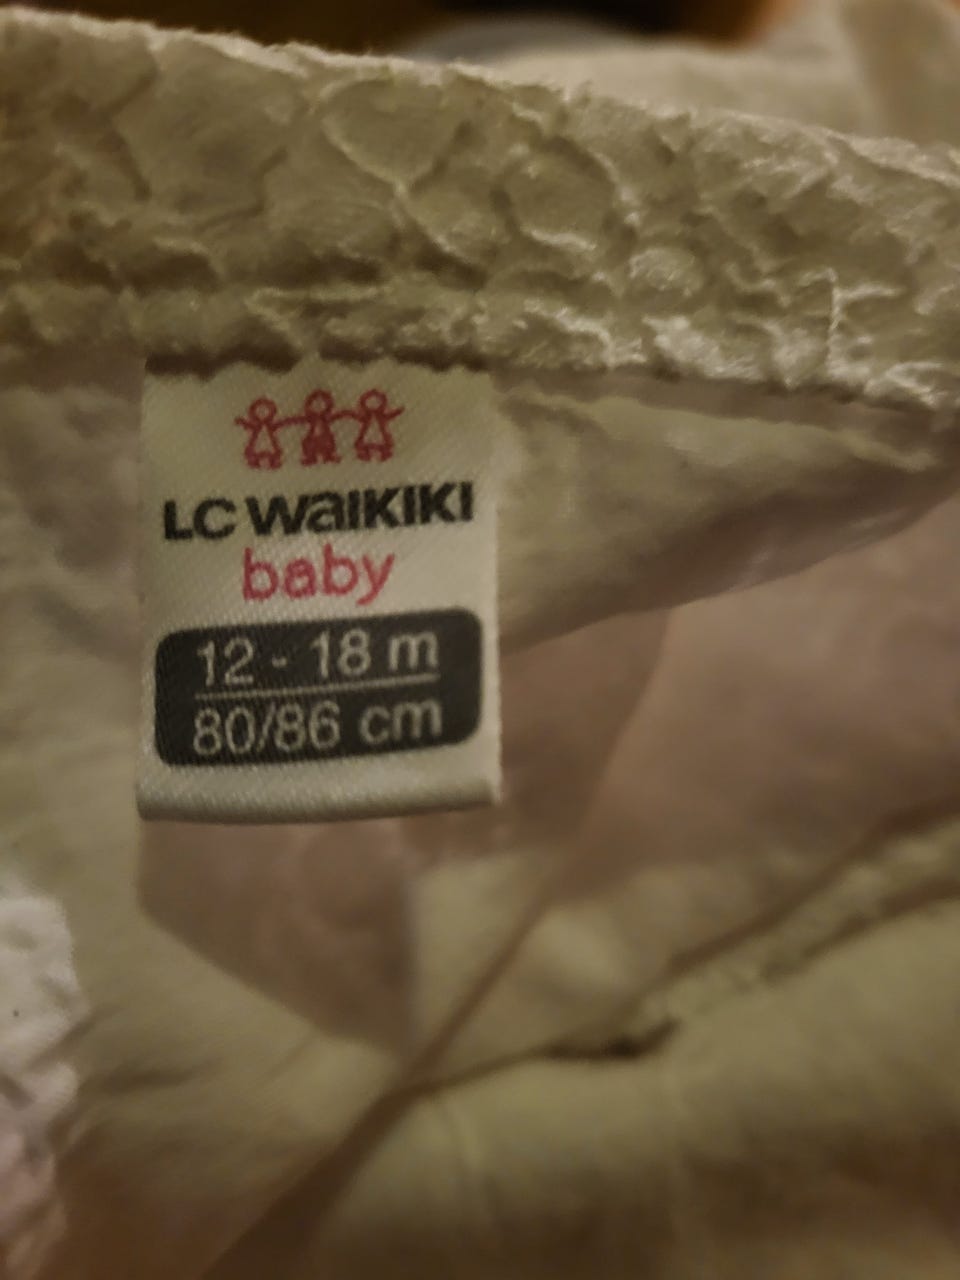 LC WAIKIKI
baby
12 - 18 m
80/86 cm